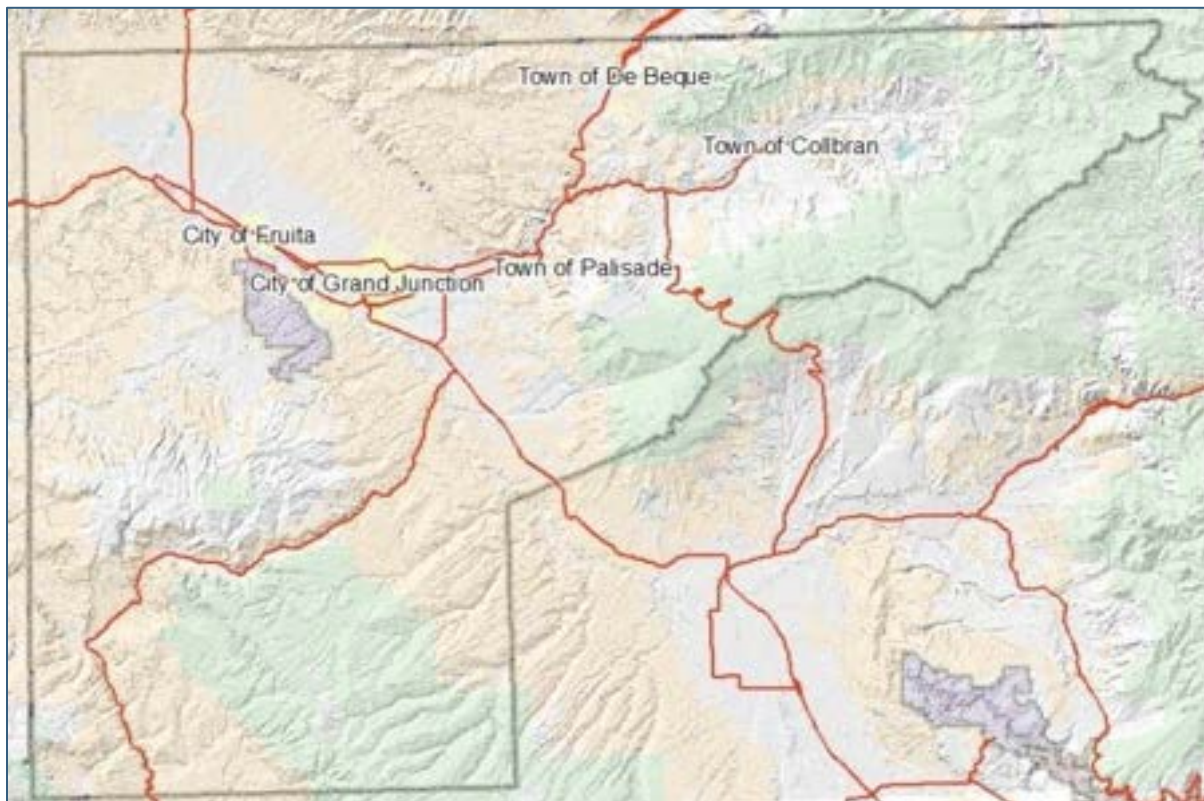 Town of De Beque
Town of Collbran
City of Fruita
Town of Palisade
City of Grand Junction